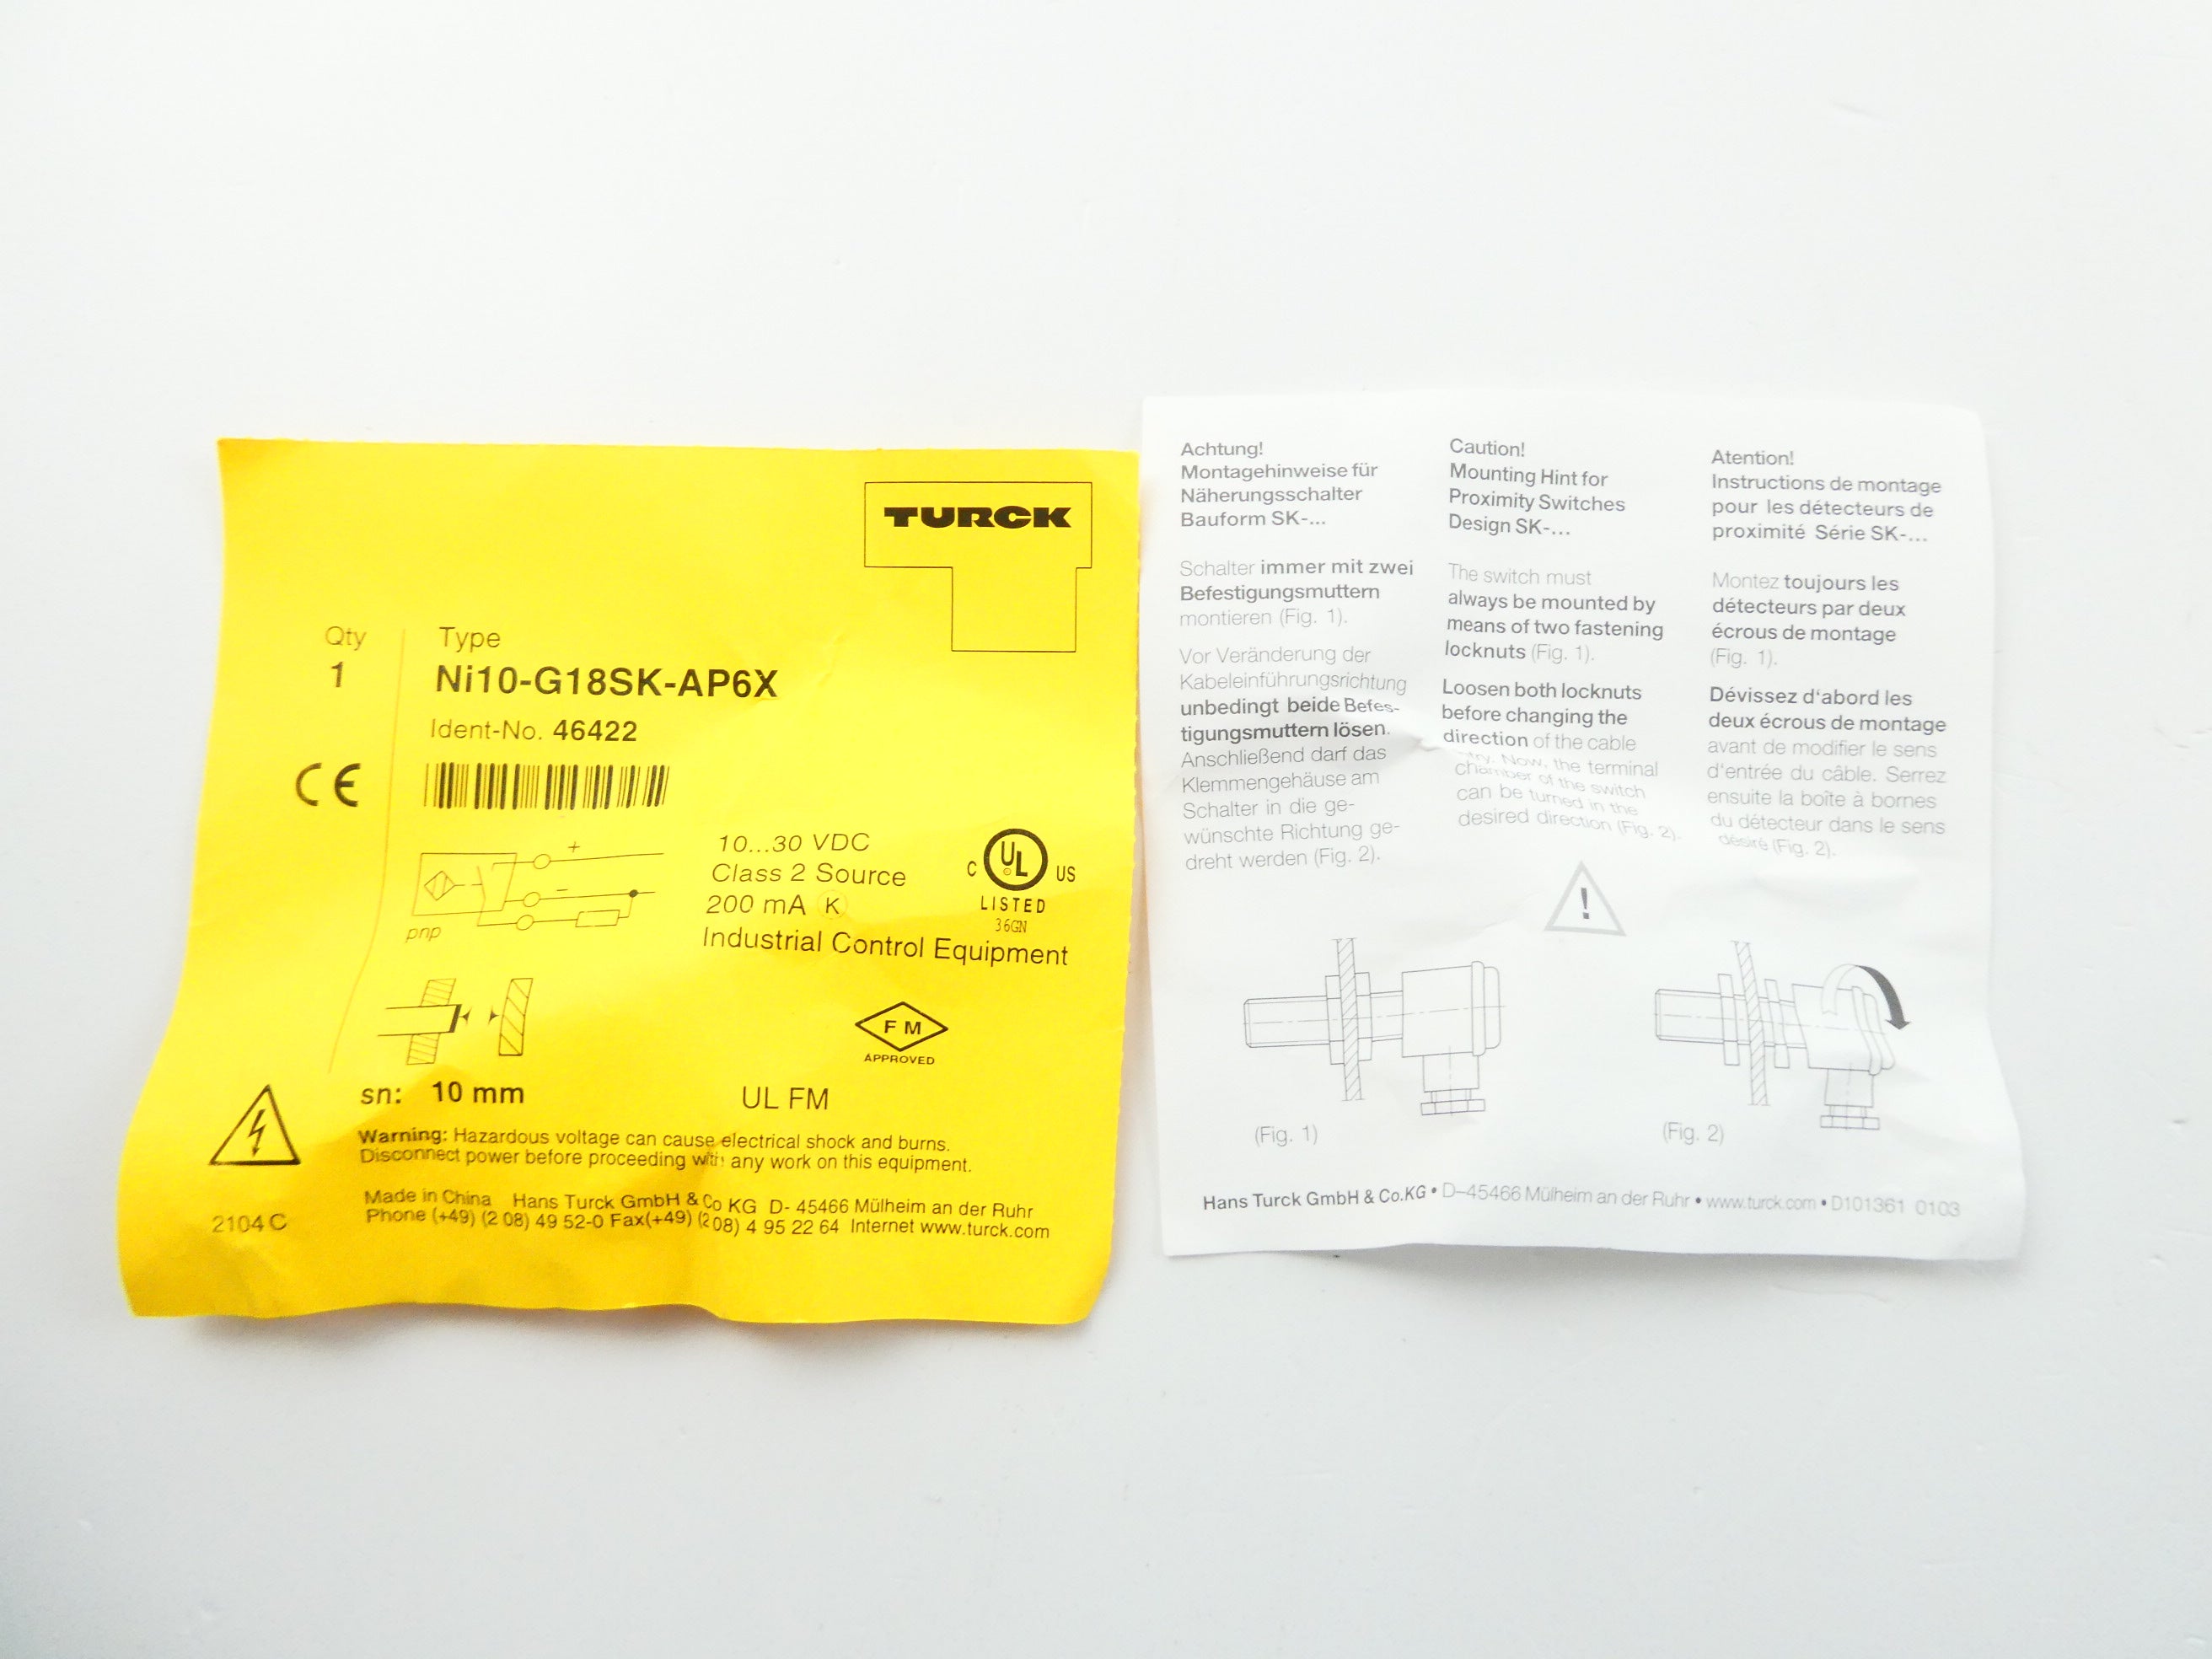 TURCK
Qty
1
Type
Ni10-G18SK-AP6X
Ident-No. 46422
CE
+
−
pnp
10...30 VDC
Class 2 Source
200 mA K
Industrial Control Equipment
C UL US
LISTED
36GN
FM
APPROVED
sn: 10 mm
UL FM
Warning: Hazardous voltage can cause electrical shock and burns.
Disconnect power before proceeding with any work on this equipment.
Made in China Hans Turck GmbH & Co KG D- 45466 Mülheim an der Ruhr
Phone (+49) (2 08) 49 52-0 Fax(+49) (2 08) 4 95 22 64 Internet www.turck.com
2104 C
Achtung!
Montagehinweise für
Näherungsschalter
Bauform SK-...
Schalter immer mit zwei
Befestigungsmuttern
montieren (Fig. 1).
Vor Veränderung der
Kabeleinführungsrichtung
unbedingt beide Befes-
tigungsmuttern lösen.
Anschließend darf das
Klemmengehäuse am
Schalter in die ge-
wünschte Richtung ge-
dreht werden (Fig. 2).
Caution!
Mounting Hint for
Proximity Switches
Design SK-...
The switch must
always be mounted by
means of two fastening
locknuts (Fig. 1).
Loosen both locknuts
before changing the
direction of the cable
Now, the terminal
chamber of the switch
can be turned in the
desired direction (Fig. 2).
Atention!
Instructions de montage
pour les détecteurs de
proximité Série SK-...
Montez toujours les
détecteurs par deux
écrous de montage
(Fig. 1).
Dévissez d'abord les
deux écrous de montage
avant de modifier le sens
d'entrée du câble. Serrez
ensuite la boîte à bornes
du détecteur dans le sens
désiré (Fig. 2).
!
(Fig. 1)
(Fig. 2)
Hans Turck GmbH & Co.KG • D–45466 Mülheim an der Ruhr • www.turck.com • D101361 0103